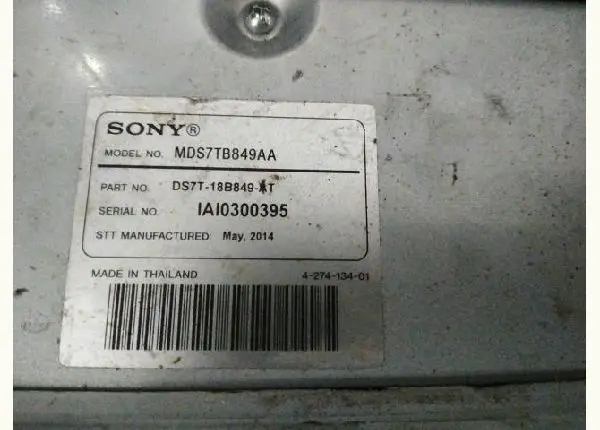 SONY®
MODEL NO. MDS7TB849AA
PART NO. DS7T-18B849-AT
SERIAL NO. IAI0300395
STT MANUFACTURED: May, 2014
MADE IN THAILAND 4-274-134-01